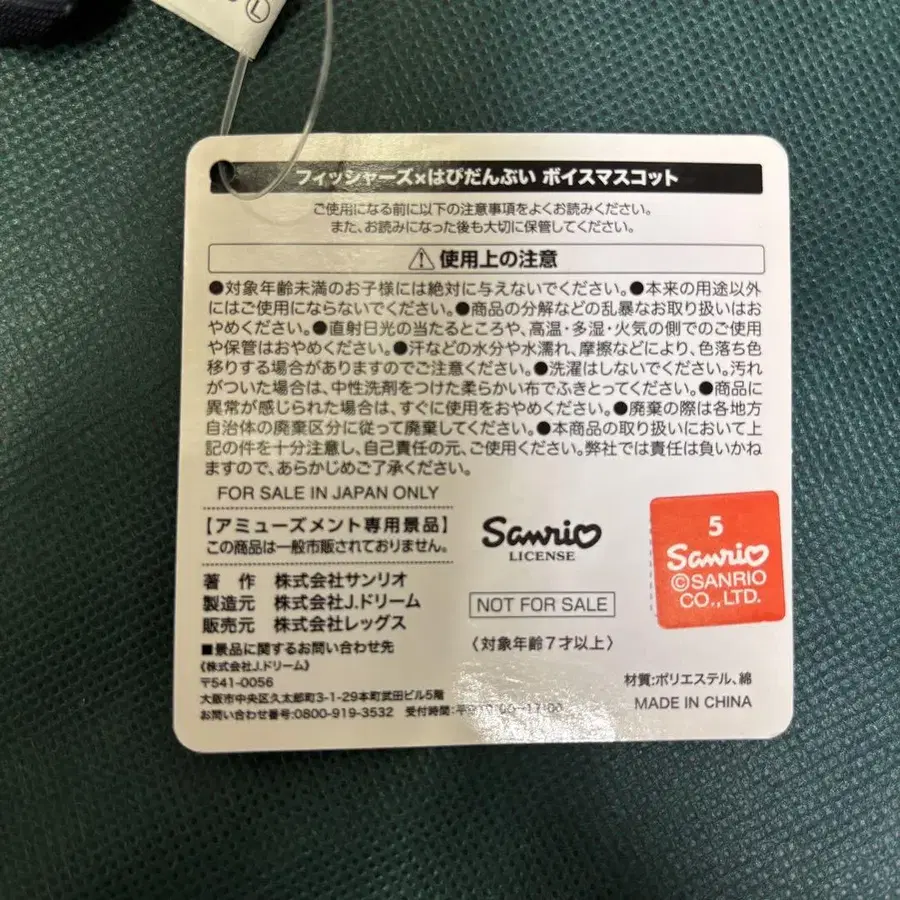 Ⓛ
フィッシャーズ×はぴだんぶい ボイスマスコット
ご使用になる前に以下の注意事項をよくお読みください。
また、お読みになった後も大切に保管してください。
⚠使用上の注意
●対象年齢未満のお子様には絶対に与えないでください。●本来の用途以外
にはご使用にならないでください。●商品の分解などの乱暴なお取り扱いはお
やめください。●直射日光の当たるところや、高温・多湿・火気の側でのご使用
や保管はおやめください。●汗などの水分や水濡れ、摩擦などにより、色落ち色
移りする場合がありますのでご注意ください。●洗濯はしないでください。汚れ
がついた場合は、中性洗剤をつけた柔らかい布でふきとってください。●商品に
異常が感じられた場合は、すぐに使用をおやめください。●廃棄の際は各地方
自治体の廃棄区分に従って廃棄してください。●本商品の取り扱いにおいて上
記の件を十分注意し、自己責任の元、ご使用ください。弊社では責任は負いかね
ますので、あらかじめご了承ください。
FOR SALE IN JAPAN ONLY
【アミューズメント専用景品】
この商品は一般市販されておりません。
著 作 株式会社サンリオ
製造元 株式会社J.ドリーム
販売元 株式会社レッグス
■景品に関するお問い合わせ先
《株式会社J.ドリーム》
〒541-0056
大阪市中央区久太郎町3-1-29本町武田ビル5階
お問い合わせ番号:0800-919-3532 受付時間:平
Sanrio
LICENSE
NOT FOR SALE
〈対象年齢7才以上〉
5
Sanrio
©SANRIO
CO.,LTD.
材質:ポリエステル、綿
MADE IN CHINA